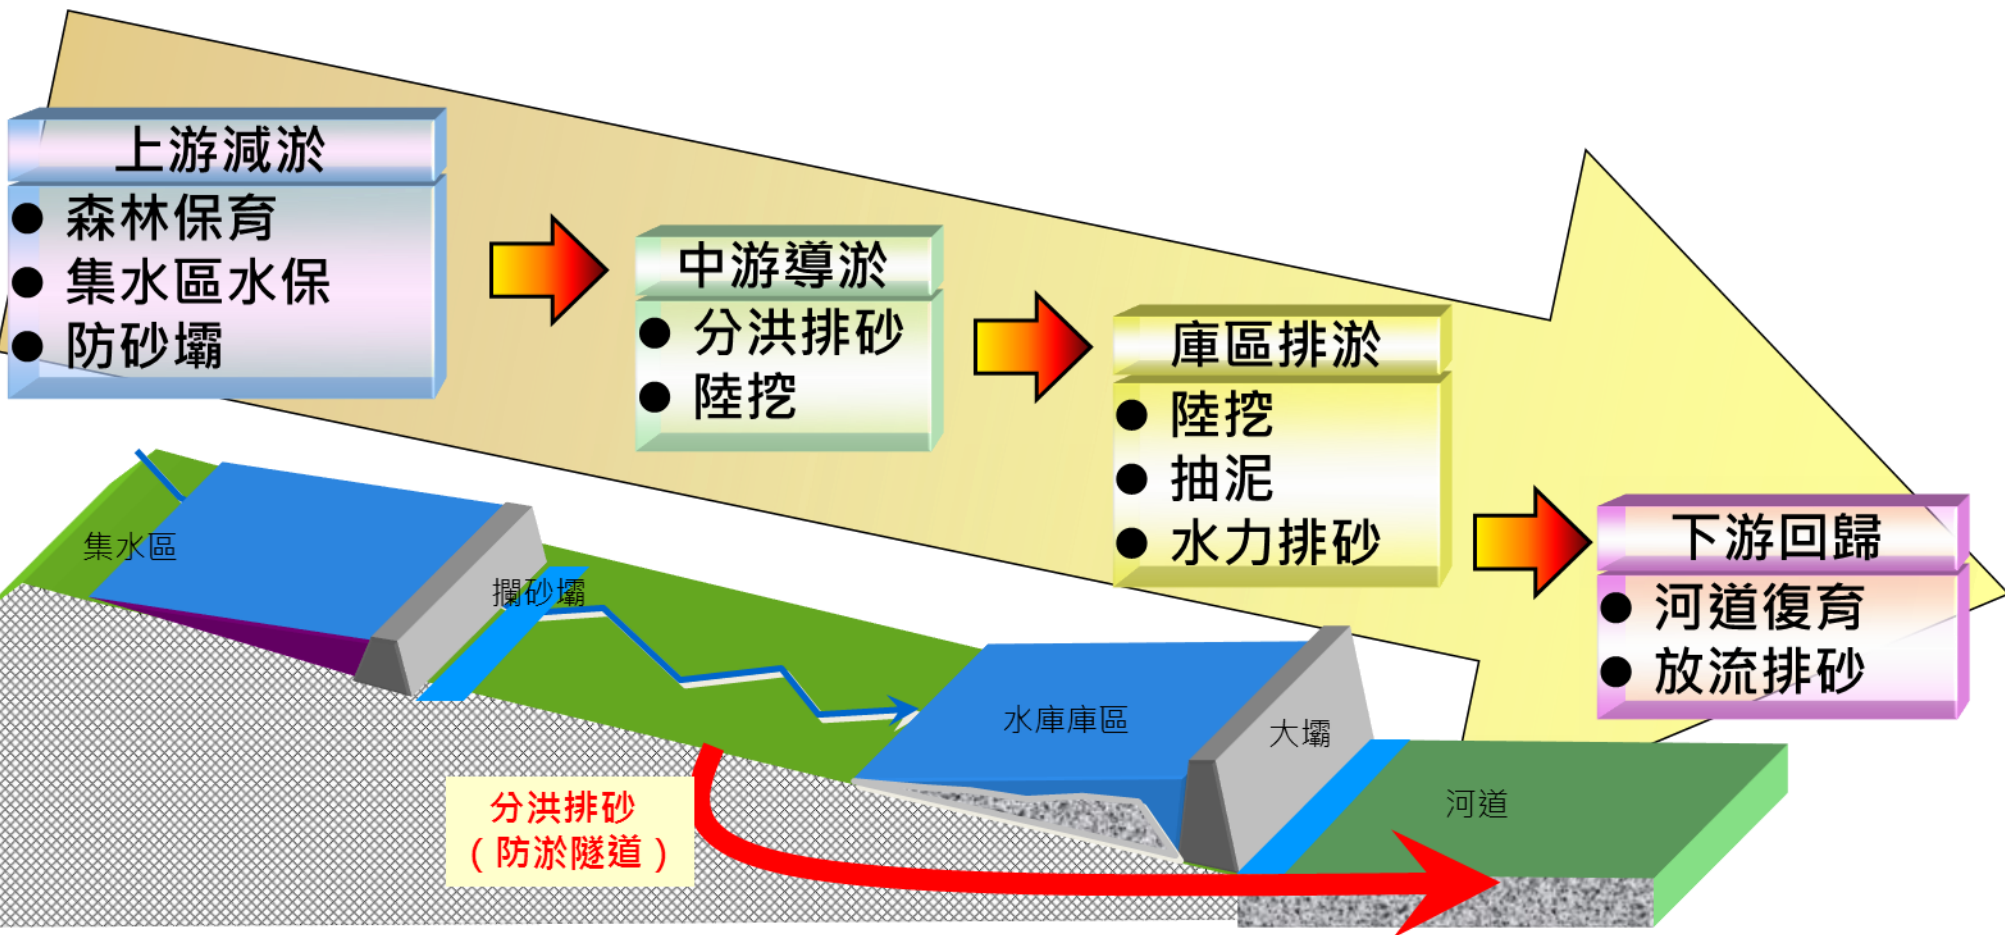 上游減淤
● 森林保育
● 集水區水保
● 防砂壩
中游導淤
● 分洪排砂
● 陸挖
庫區排淤
● 陸挖
● 抽泥
● 水力排砂
下游回歸
● 河道復育
● 放流排砂
集水區
攔砂壩
水庫庫區
大壩
河道
分洪排砂
（防淤隧道）